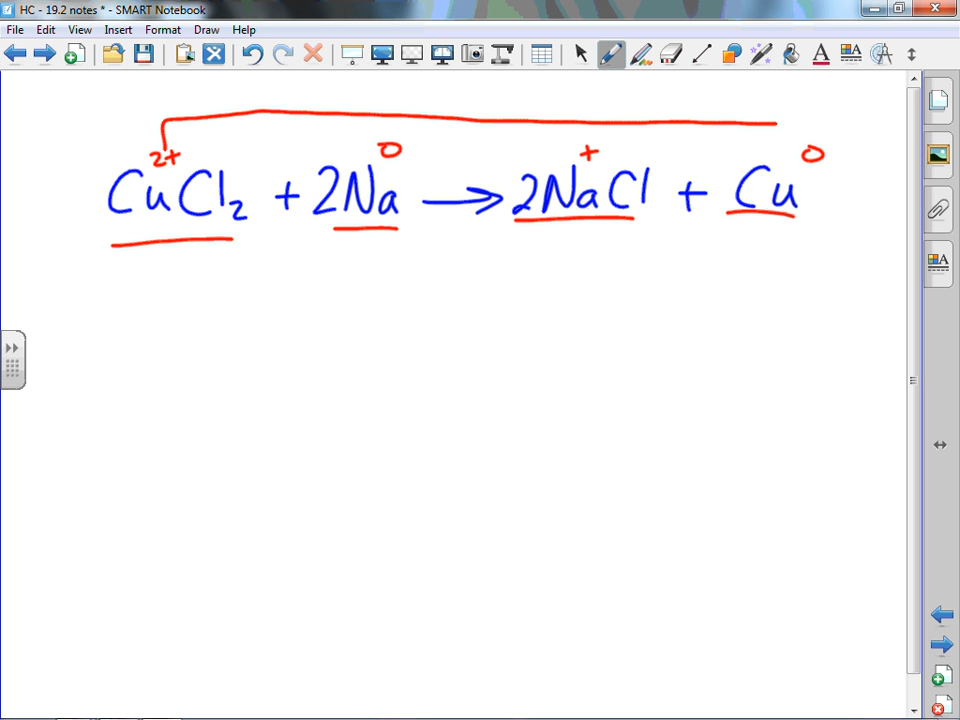 HC - 19.2 notes * - SMART Notebook
File Edit View Insert Format Draw Help
2+ 0 + 0
CuCl₂ + 2Na → 2NaCl + Cu